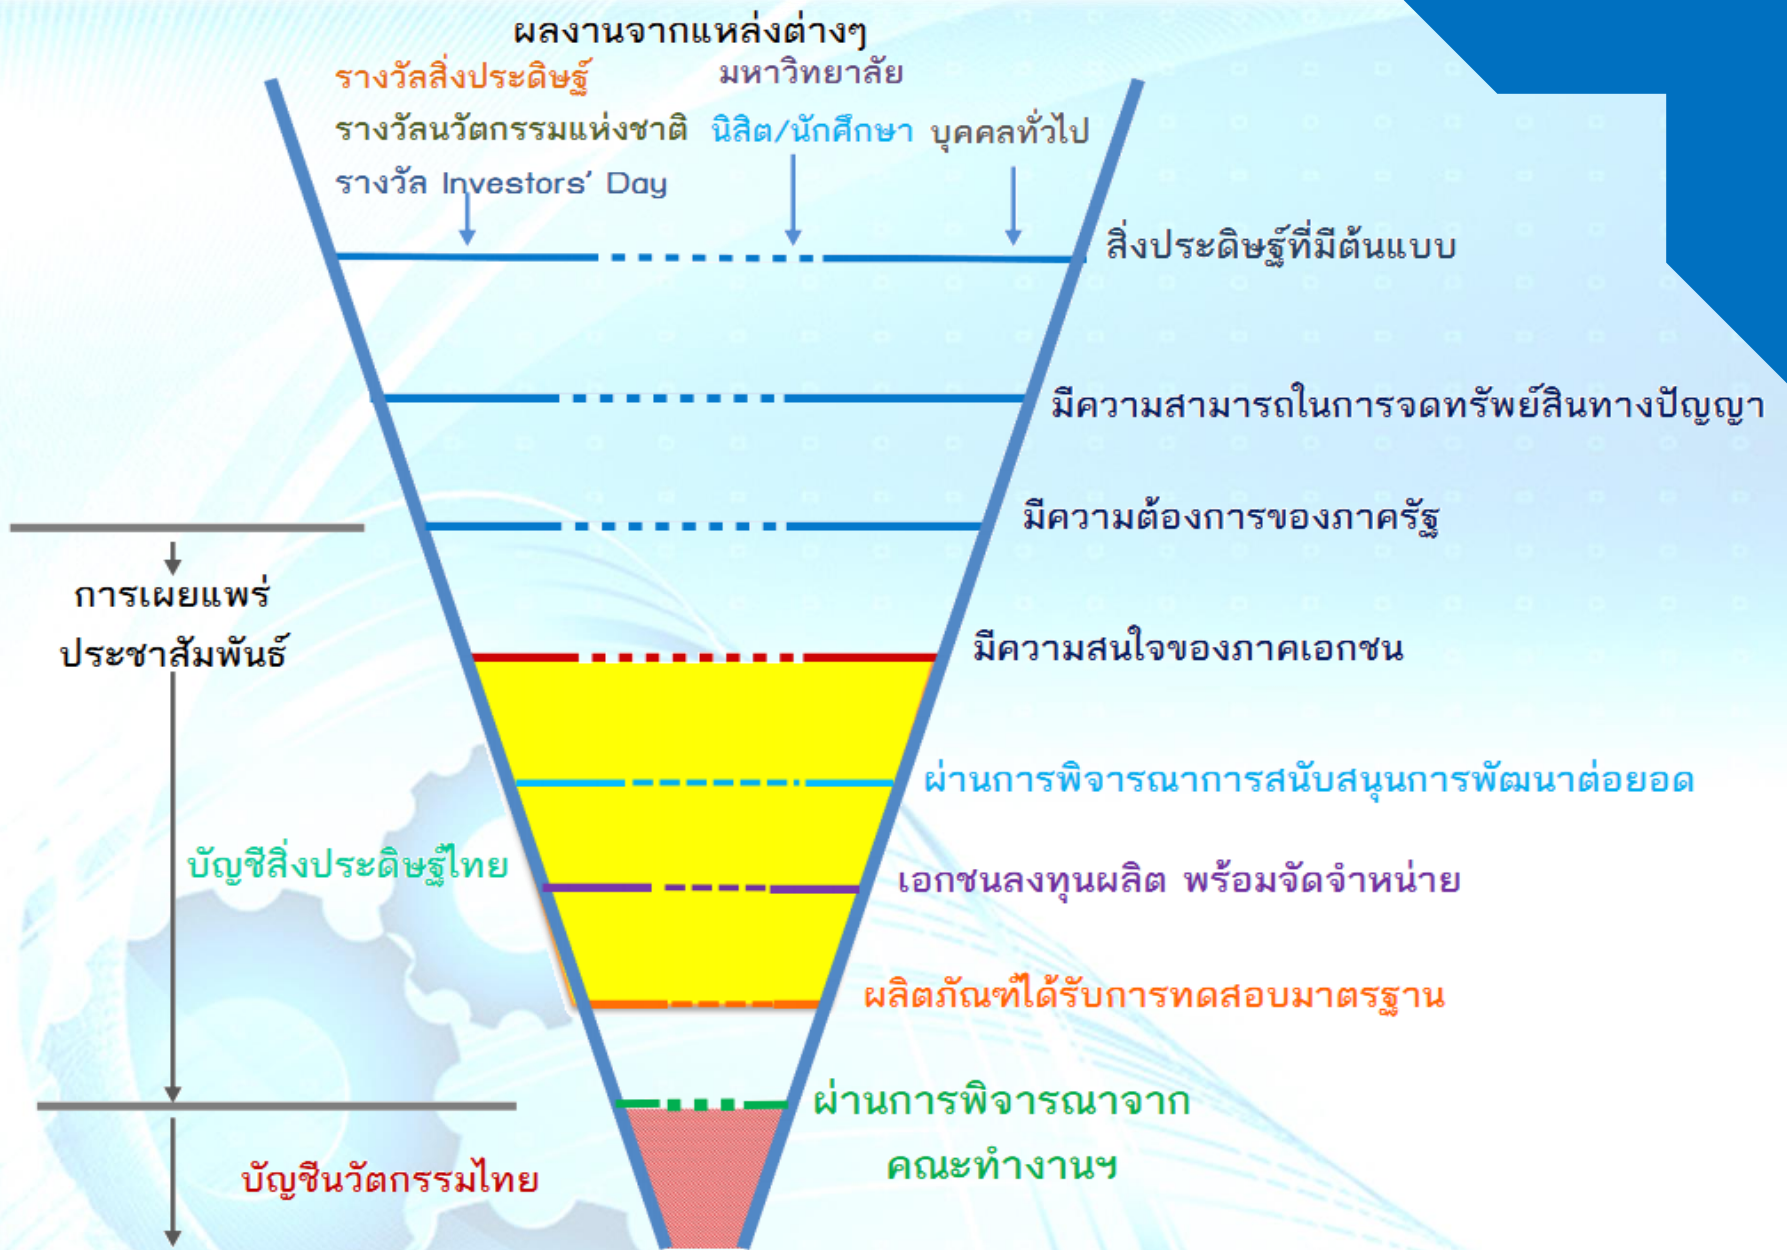 ผลงานจากแหล่งต่างๆ
รางวัลสิ่งประดิษฐ์
มหาวิทยาลัย
รางวัลนวัตกรรมแห่งชาติ
นิสิต/นักศึกษา
บุคคลทั่วไป
รางวัล Investors' Day
สิ่งประดิษฐ์ที่มีต้นแบบ
มีความสามารถในการจดทรัพย์สินทางปัญญา
มีความต้องการของภาครัฐ
การเผยแพร่
ประชาสัมพันธ์
มีความสนใจของภาคเอกชน
ผ่านการพิจารณาการสนับสนุนการพัฒนาต่อยอด
บัญชีสิ่งประดิษฐ์ไทย
เอกชนลงทุนผลิต พร้อมจัดจำหน่าย
ผลิตภัณฑ์ได้รับการทดสอบมาตรฐาน
ผ่านการพิจารณาจาก
คณะทำงานฯ
บัญชีนวัตกรรมไทย